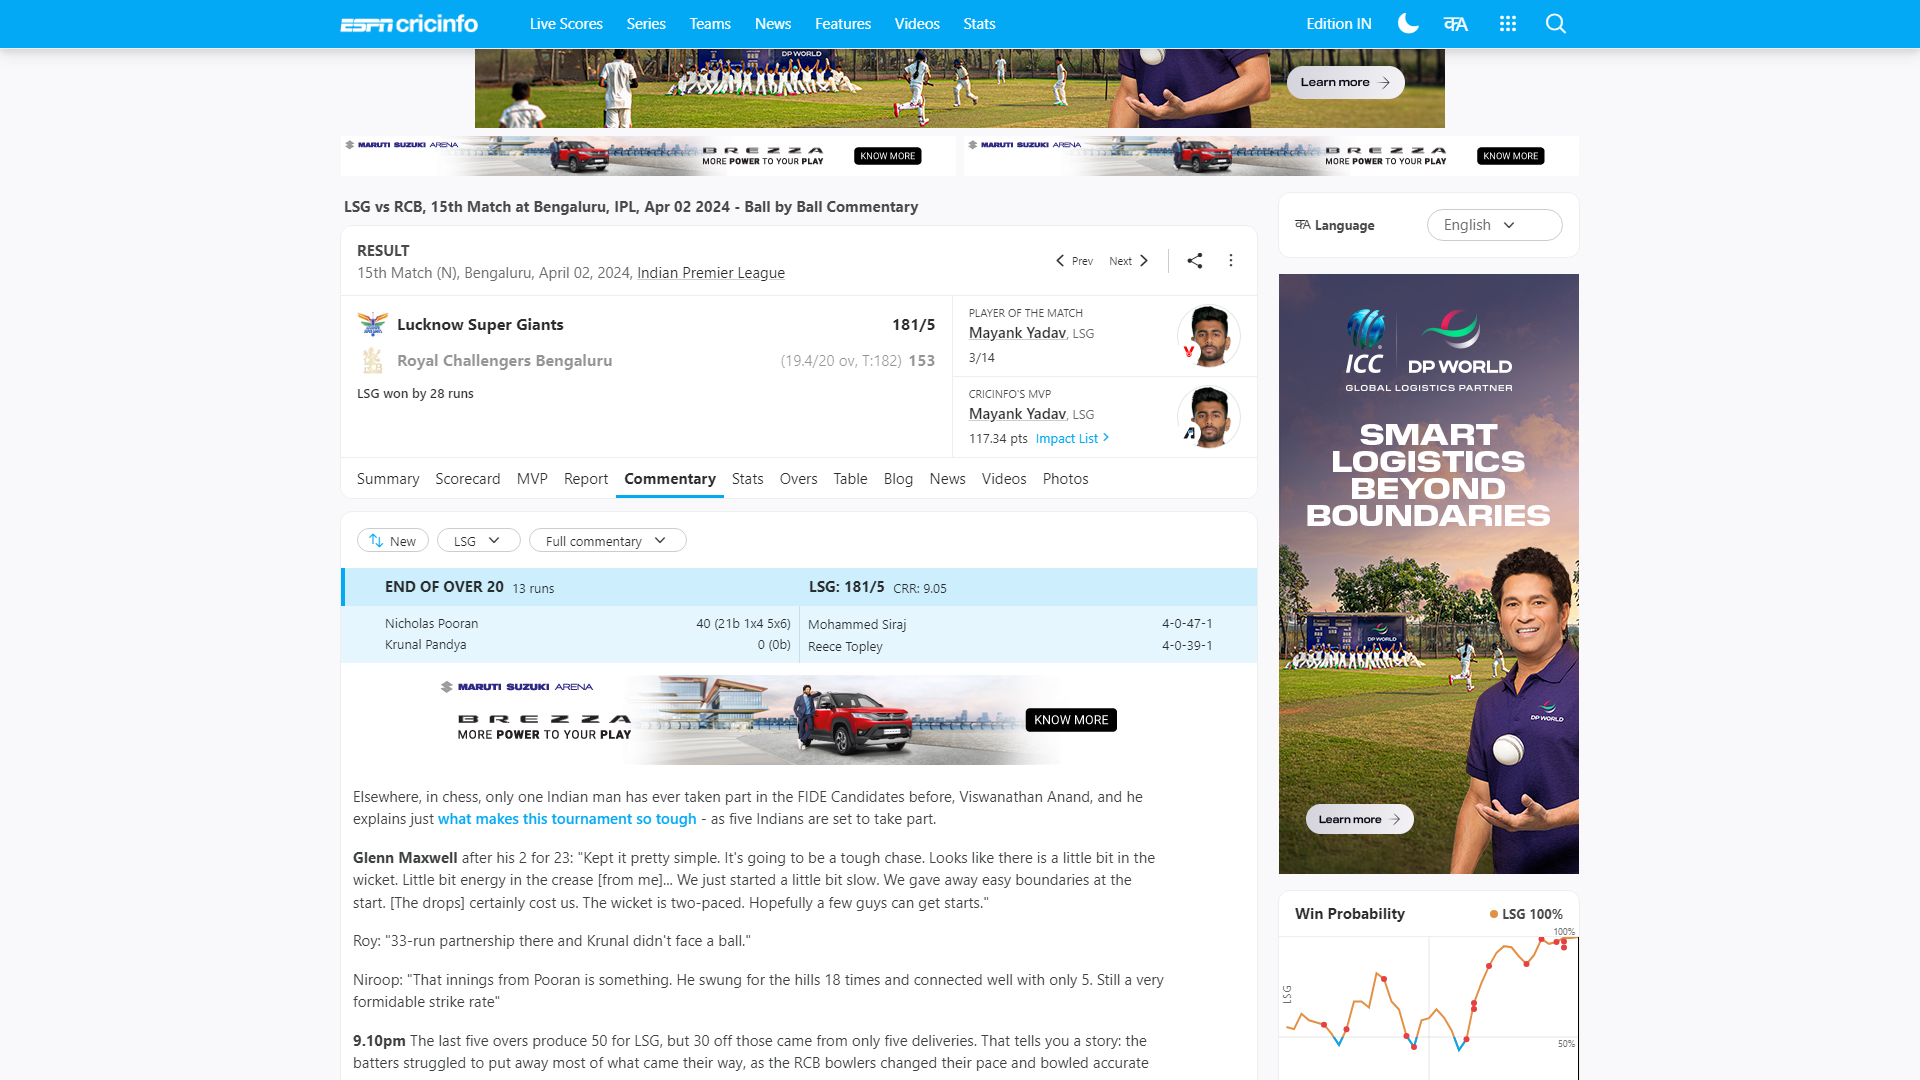 ESPN cricinfo
Live Scores Series Teams News Features Videos Stats
Edition IN
DP WORLD
Learn more
MARUTI SUZUKI ARENA
BREZZA
MORE POWER TO YOUR PLAY
KNOW MORE
MARUTI SUZUKI ARENA
BREZZA
MORE POWER TO YOUR PLAY
KNOW MORE
LSG vs RCB, 15th Match at Bengaluru, IPL, Apr 02 2024 - Ball by Ball Commentary
Language English
RESULT
15th Match (N), Bengaluru, April 02, 2024, Indian Premier League
Prev Next
Lucknow Super Giants 181/5
Royal Challengers Bengaluru (19.4/20 ov, T:182) 153
LSG won by 28 runs
PLAYER OF THE MATCH
Mayank Yadav, LSG
3/14
CRICINFO'S MVP
Mayank Yadav, LSG
117.34 pts Impact List
Summary Scorecard MVP Report Commentary Stats Overs Table Blog News Videos Photos
New LSG Full commentary
END OF OVER 20 13 runs LSG: 181/5 CRR: 9.05
Nicholas Pooran 40 (21b 1x4 5x6) Mohammed Siraj 4-0-47-1
Krunal Pandya 0 (0b) Reece Topley 4-0-39-1
MARUTI SUZUKI ARENA
BREZZA
MORE POWER TO YOUR PLAY
KNOW MORE
Elsewhere, in chess, only one Indian man has ever taken part in the FIDE Candidates before, Viswanathan Anand, and he
explains just what makes this tournament so tough - as five Indians are set to take part.
Glenn Maxwell after his 2 for 23: "Kept it pretty simple. It's going to be a tough chase. Looks like there is a little bit in the
wicket. Little bit energy in the crease [from me]... We just started a little bit slow. We gave away easy boundaries at the
start. [The drops] certainly cost us. The wicket is two-paced. Hopefully a few guys can get starts."
Roy: "33-run partnership there and Krunal didn't face a ball."
Niroop: "That innings from Pooran is something. He swung for the hills 18 times and connected well with only 5. Still a very
formidable strike rate"
9.10pm The last five overs produce 50 for LSG, but 30 off those came from only five deliveries. That tells you a story: the
batters struggled to put away most of what came their way, as the RCB bowlers changed their pace and bowled accurate
ICC DP WORLD
GLOBAL LOGISTICS PARTNER
SMART
LOGISTICS
BEYOND
BOUNDARIES
DP WORLD
DP WORLD
Learn more
Win Probability LSG 100%
100%
LSG
50%